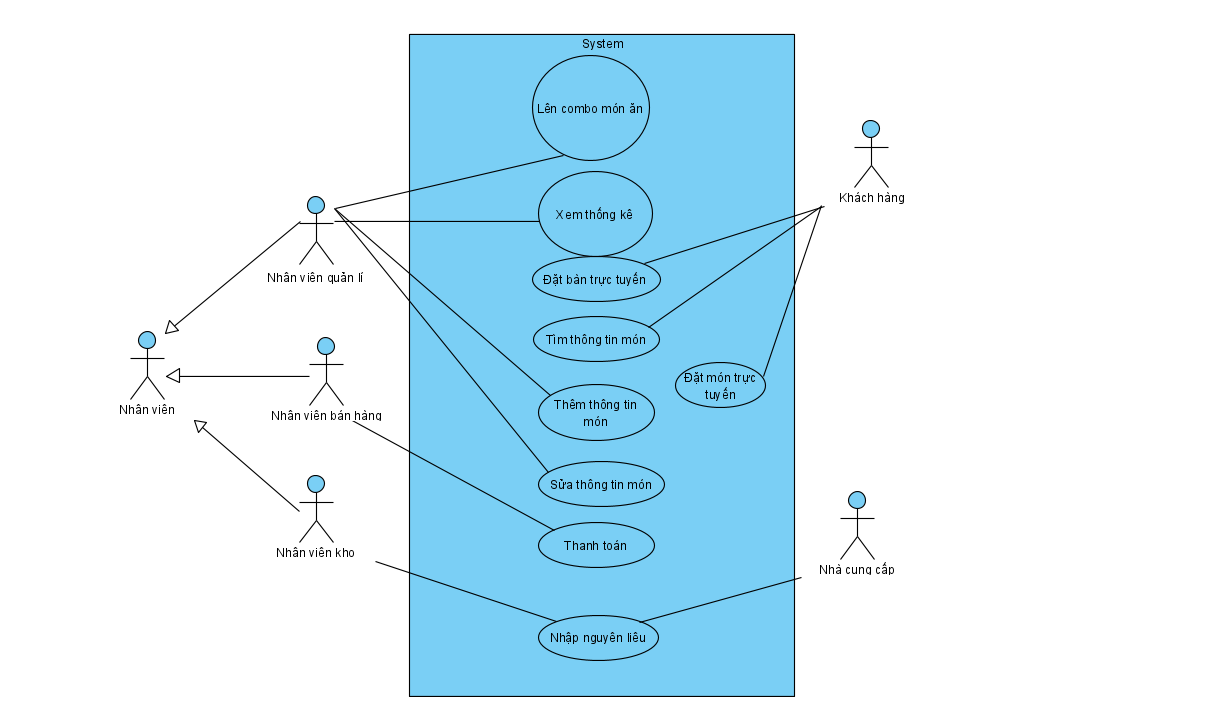 System
Lên combo món ăn
Khách hàng
Xem thống kê
Nhân viên quản lí
Đặt bàn trực tuyến
Tìm thông tin món
Đặt món trực
tuyến
Nhân viên
Nhân viên bán hàng
Thêm thông tin
món
Sửa thông tin món
Nhân viên kho
Thanh toán
Nhà cung cấp
Nhập nguyên liêu